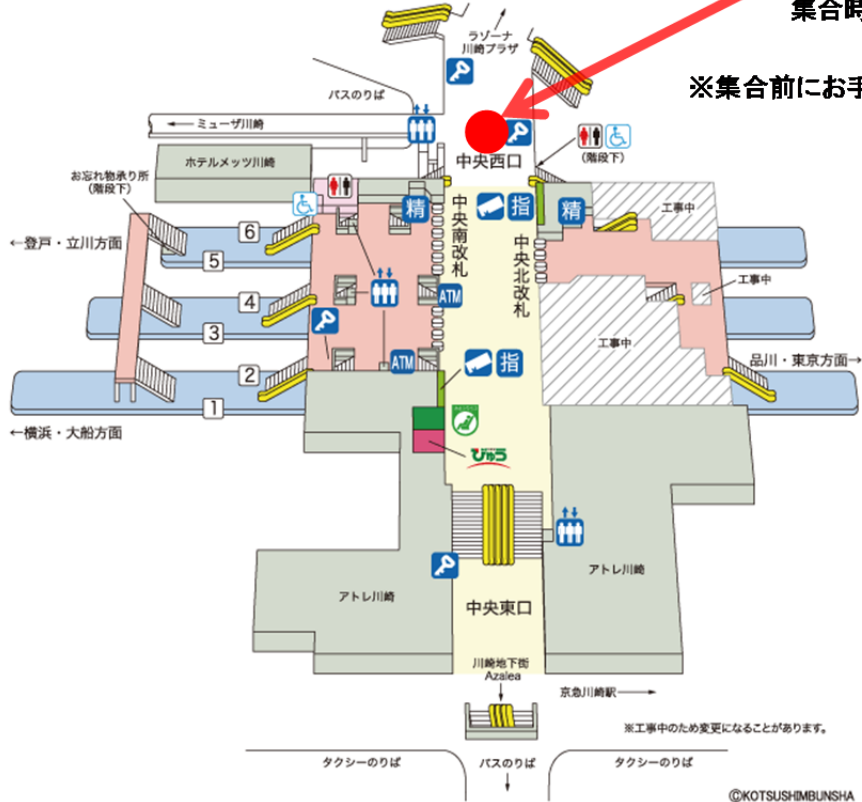 集合時
ラゾーナ
川崎プラザ
※集合前にお手
バスのりば
← ミューザ川崎
(階段下)
中央西口
ホテルメッツ川崎
お忘れ物承り所
(階段下)
精
指
精
工事中
中央南改札
中央北改札
6
←登戸・立川方面
5
工事中
4
ATM
3
工事中
品川・東京方面→
2
ATM
指
1
←横浜・大船方面
びゅう
アトレ川崎
アトレ川崎
中央東口
川崎地下街
Azalea
京急川崎駅→
※工事中のため変更になることがあります。
タクシーのりば
バスのりば
タクシーのりば
©KOTSUSHIMBUNSHA